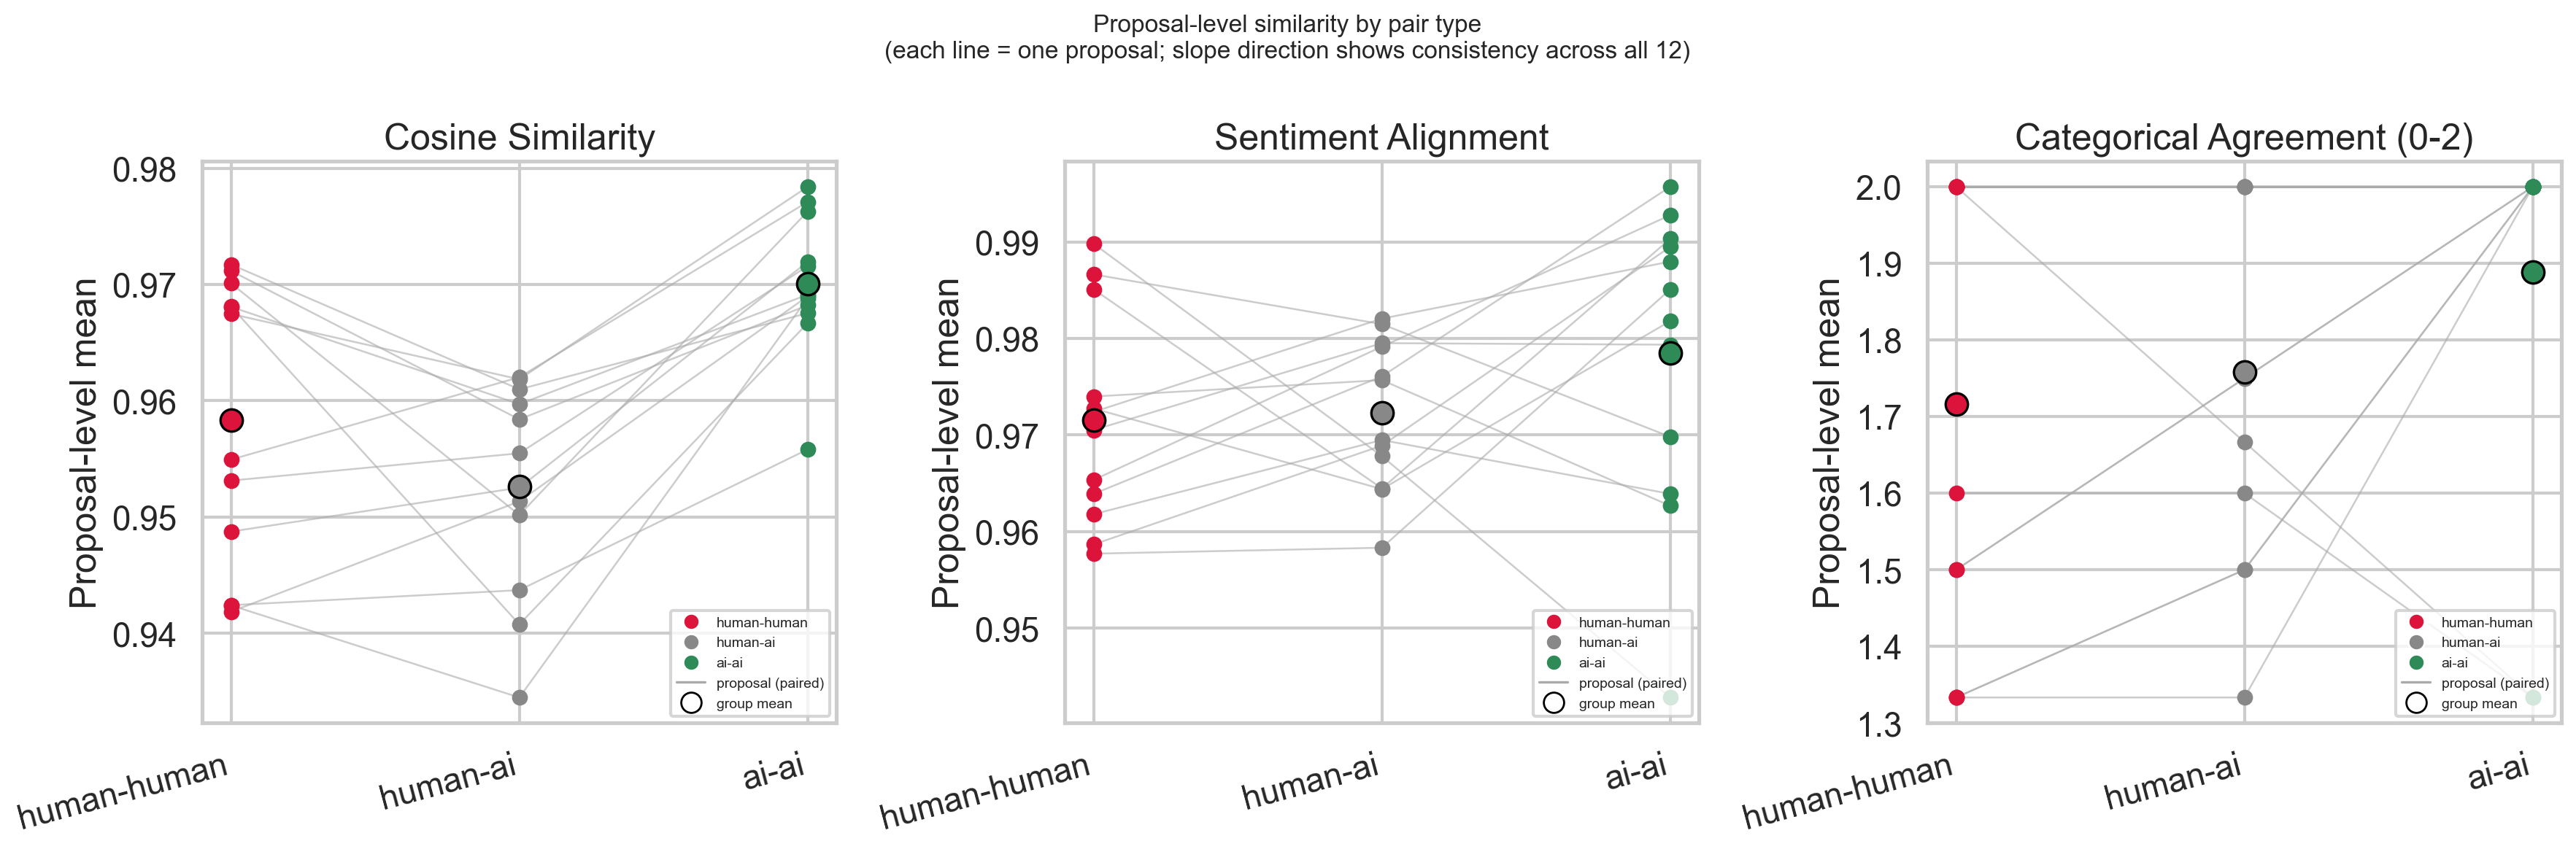 Proposal-level similarity by pair type
(each line = one proposal; slope direction shows consistency across all 12)
Cosine Similarity
Proposal-level mean
0.98
0.97
0.96
0.95
0.94
human-human
human-ai
ai-ai
proposal (paired)
group mean
human-human
human-ai
ai-ai
Sentiment Alignment
Proposal-level mean
0.99
0.98
0.97
0.96
0.95
human-human
human-ai
ai-ai
proposal (paired)
group mean
human-human
human-ai
ai-ai
Categorical Agreement (0-2)
Proposal-level mean
2.0
1.9
1.8
1.7
1.6
1.5
1.4
1.3
human-human
human-ai
ai-ai
proposal (paired)
group mean
human-human
human-ai
ai-ai